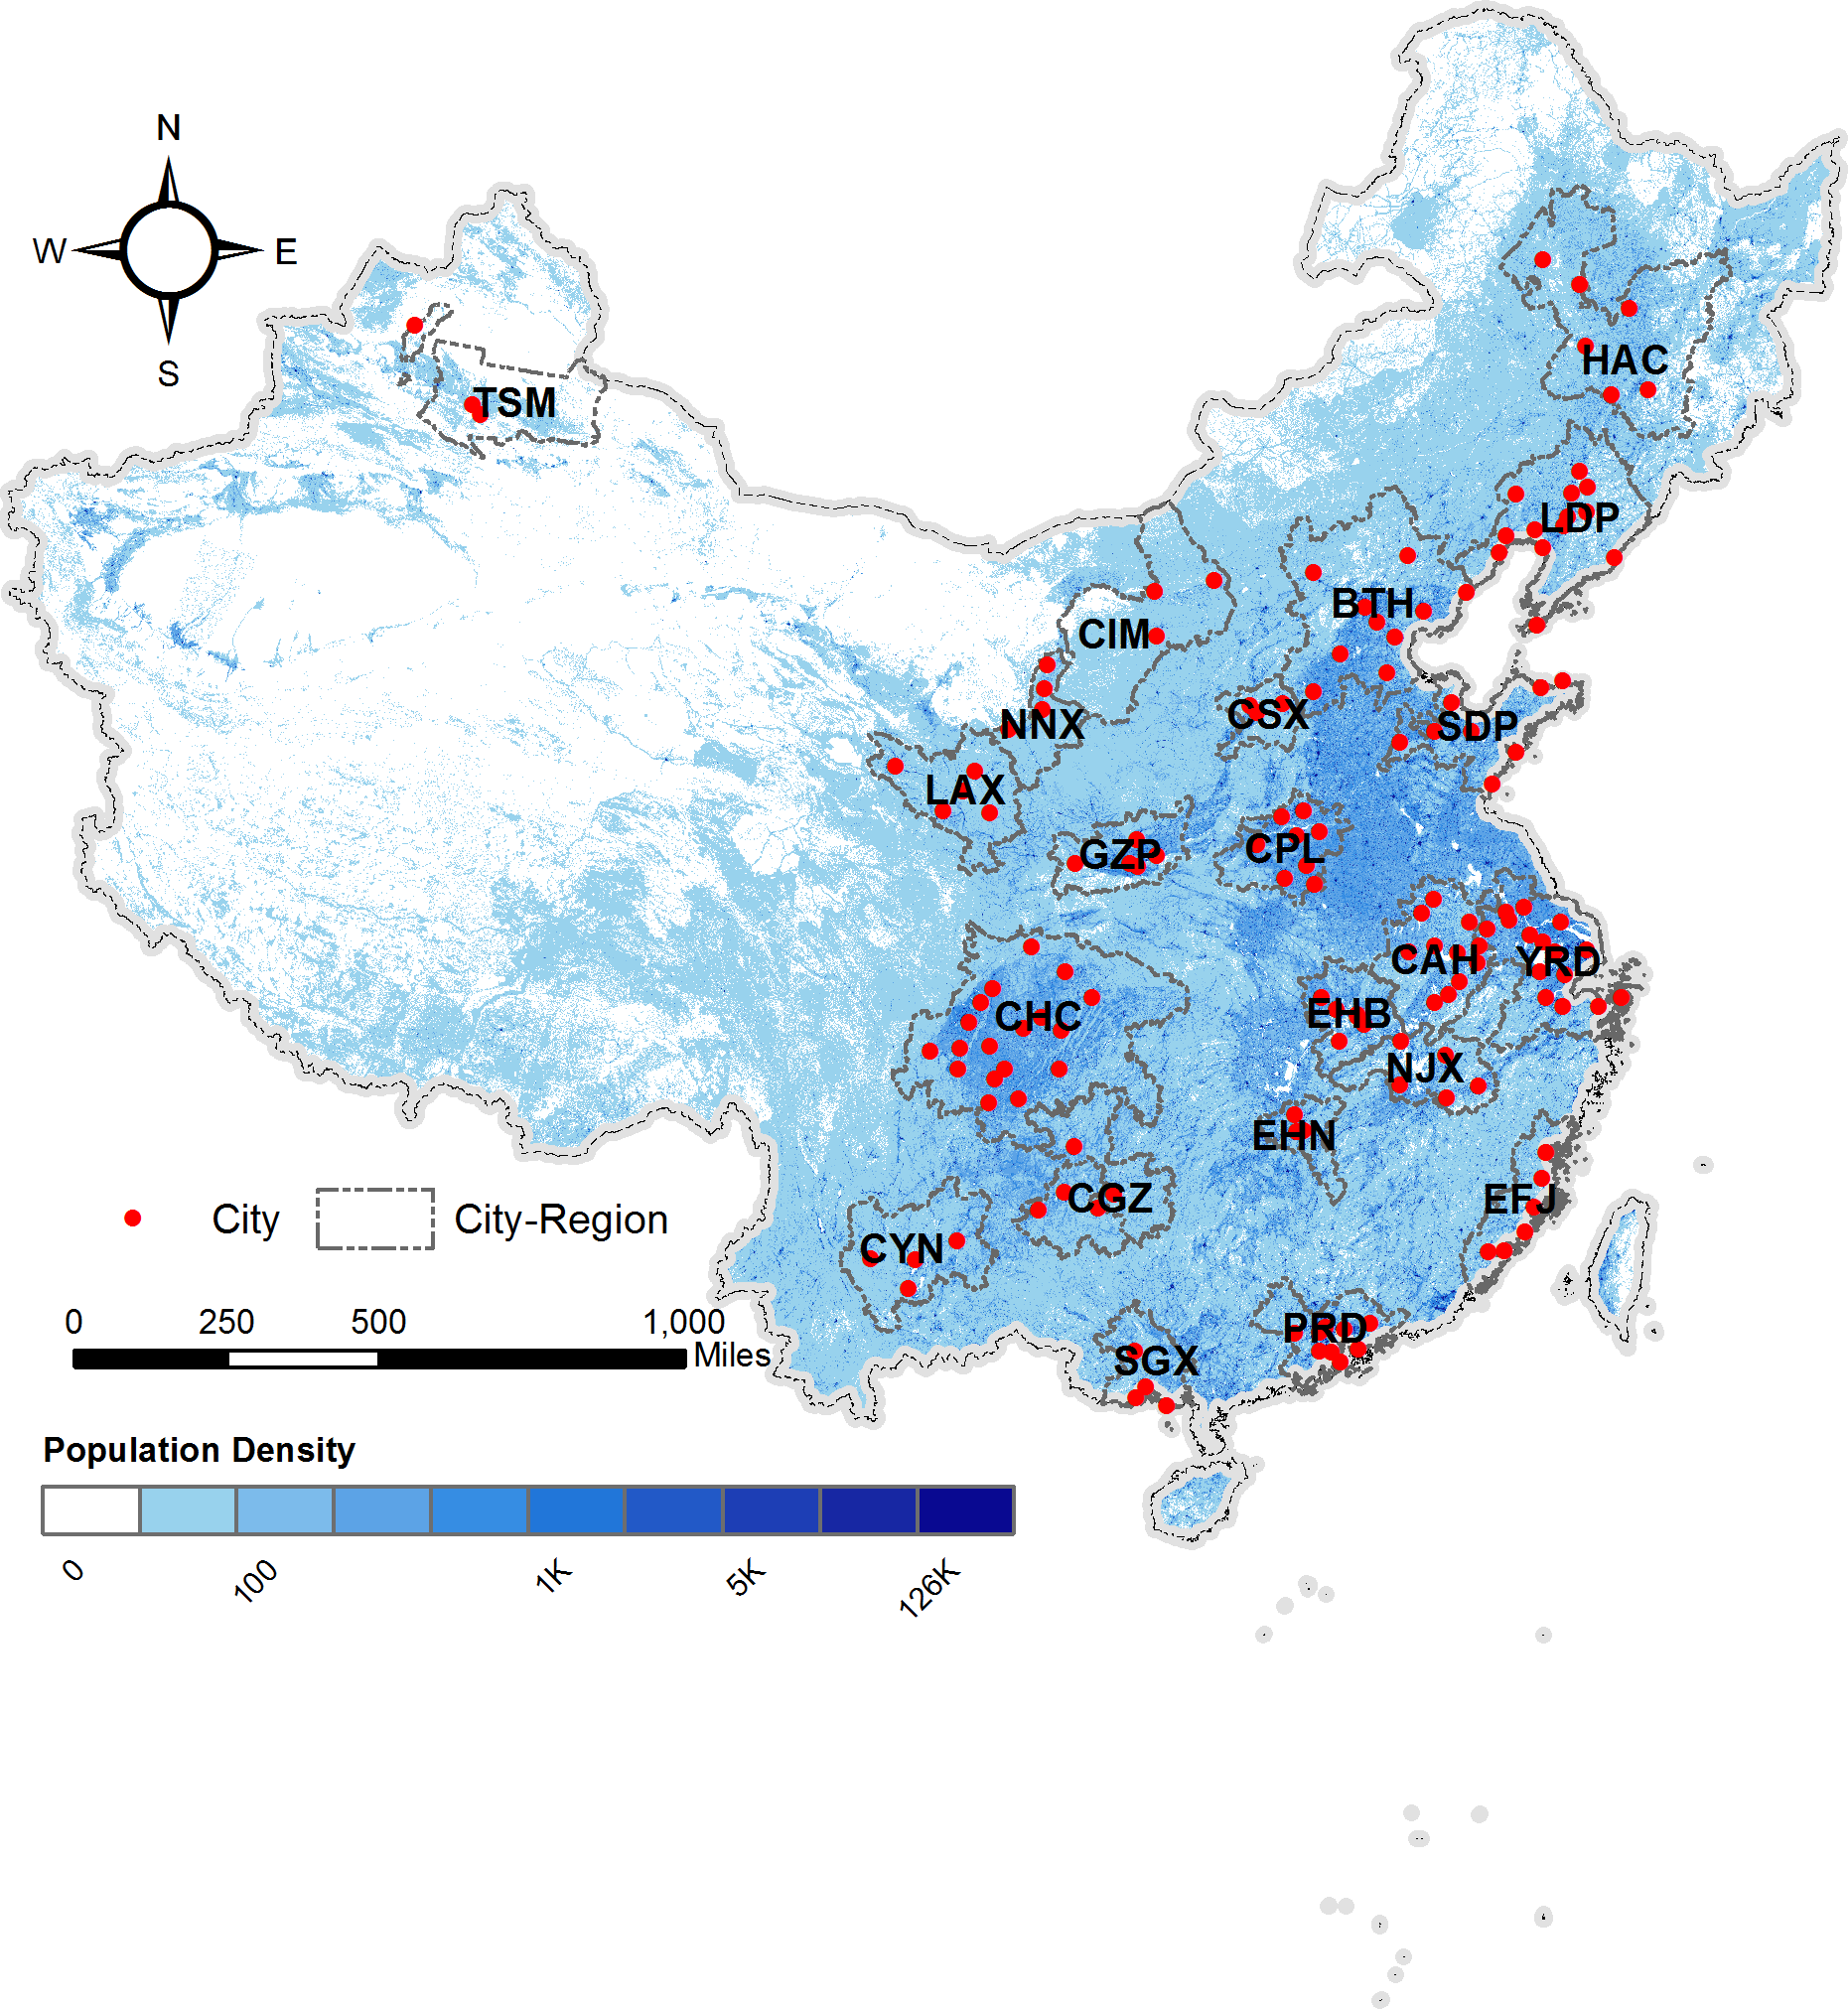 N
W E
S
HAC
TSM
LDP
BTH
CIM
CSX
SDP
NNX
LAX
GZP
CPL
CAH
YRD
CHC
EHB
NJX
EHN
CGZ
EFJ
CYN
PRD
SGX
City City-Region
0 250 500 1,000
Miles
Population Density
0 100 1K 5K 126K